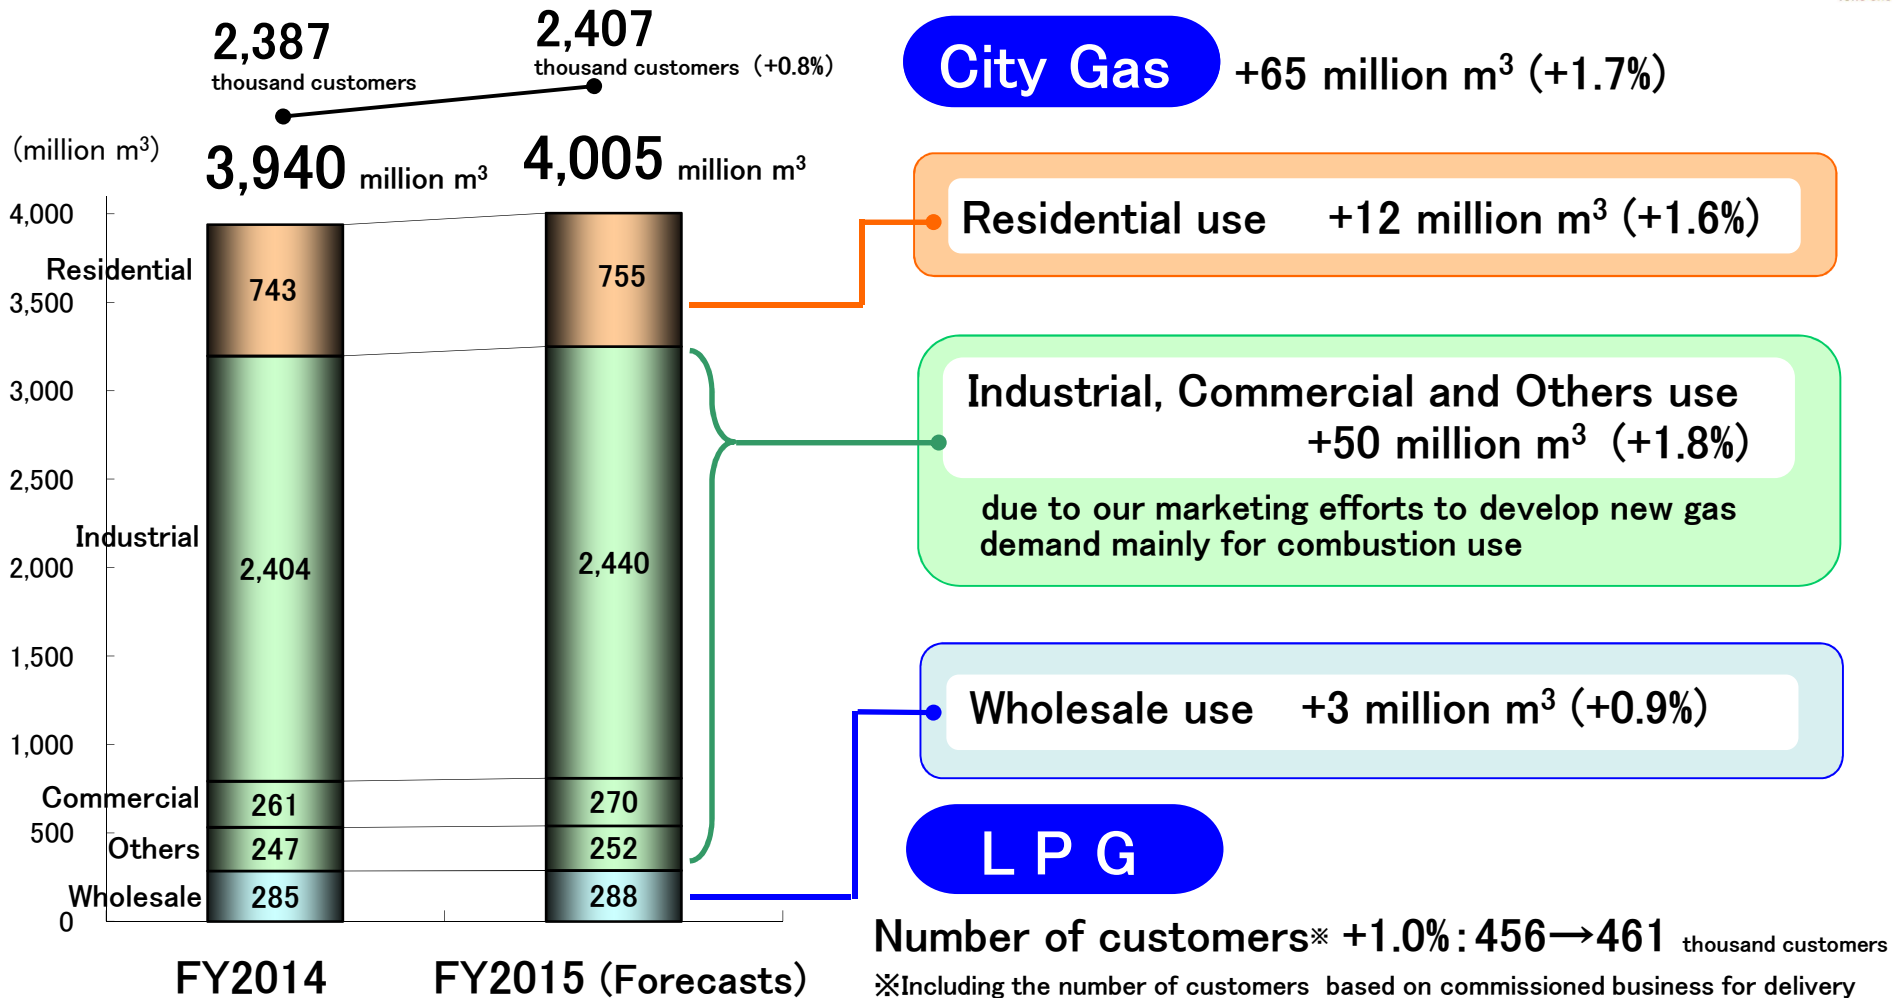 2,387
thousand customers
2,407
thousand customers (+0.8%)
City Gas
+65 million m³ (+1.7%)
(million m³)
3,940 million m³
4,005 million m³
4,000
3,500
3,000
2,500
2,000
1,500
1,000
500
0
Residential
Industrial
Commercial
Others
Wholesale
743
2,404
261
247
285
755
2,440
270
252
288
FY2014
FY2015 (Forecasts)
Residential use +12 million m³ (+1.6%)
Industrial, Commercial and Others use
+50 million m³ (+1.8%)
due to our marketing efforts to develop new gas
demand mainly for combustion use
Wholesale use +3 million m³ (+0.9%)
L P G
Number of customers※ +1.0%: 456→461 thousand customers
※Including the number of customers based on commissioned business for delivery